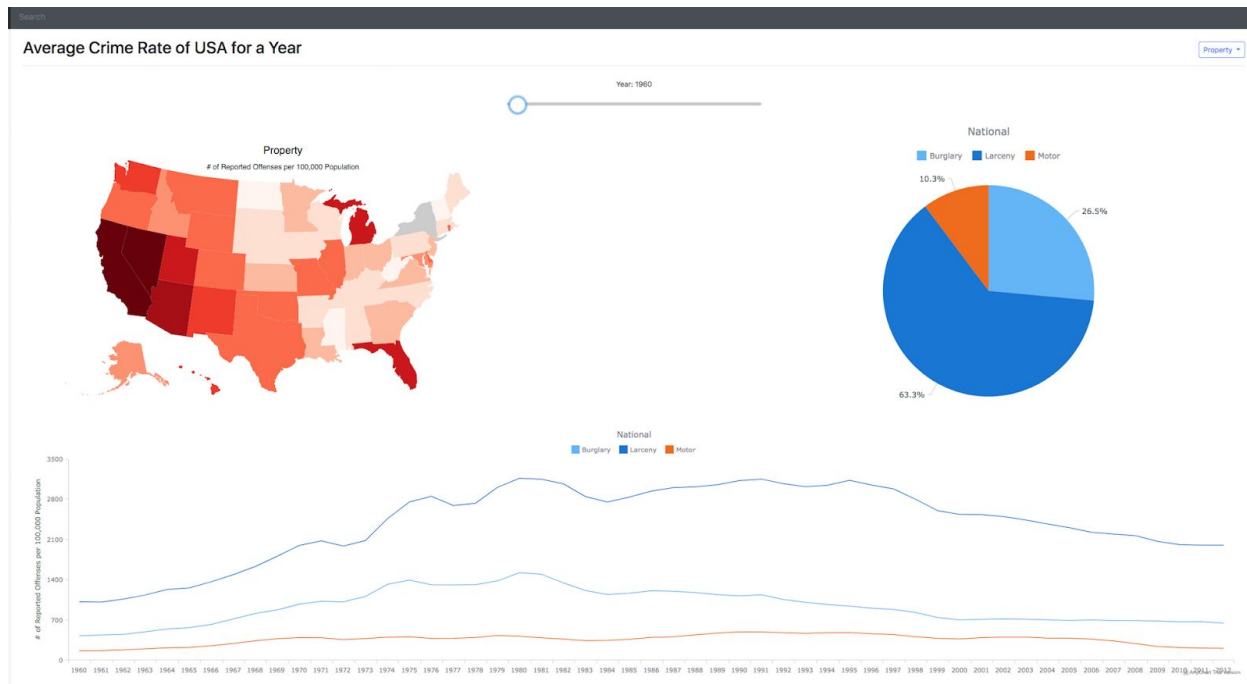 Search
Average Crime Rate of USA for a Year
Property
Year: 1960
Property
# of Reported Offenses per 100,000 Population
National
Burglary Larceny Motor
10.3%
26.5%
63.3%
National
Burglary Larceny Motor
# of Reported Offenses per 100,000 Population
3500
2800
2100
1400
700
0
1960 1961 1962 1963 1964 1965 1966 1967 1968 1969 1970 1971 1972 1973 1974 1975 1976 1977 1978 1979 1980 1981 1982 1983 1984 1985 1986 1987 1988 1989 1990 1991 1992 1993 1994 1995 1996 1997 1998 1999 2000 2001 2002 2003 2004 2005 2006 2007 2008 2009 2010 2011 2012